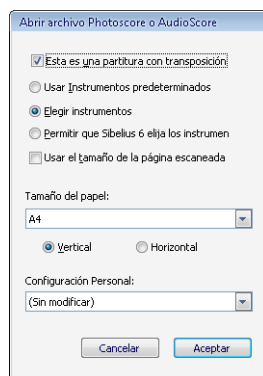 Abrir archivo Photoscore o AudioScore
Esta es una partitura con transposición
Usar Instrumentos predeterminados
Elegir instrumentos
Permitir que Sibelius 6 elija los instrumen
Usar el tamaño de la página escaneada
Tamaño del papel:
A4
Vertical Horizontal
Configuración Personal:
(Sin modificar)
Cancelar Aceptar